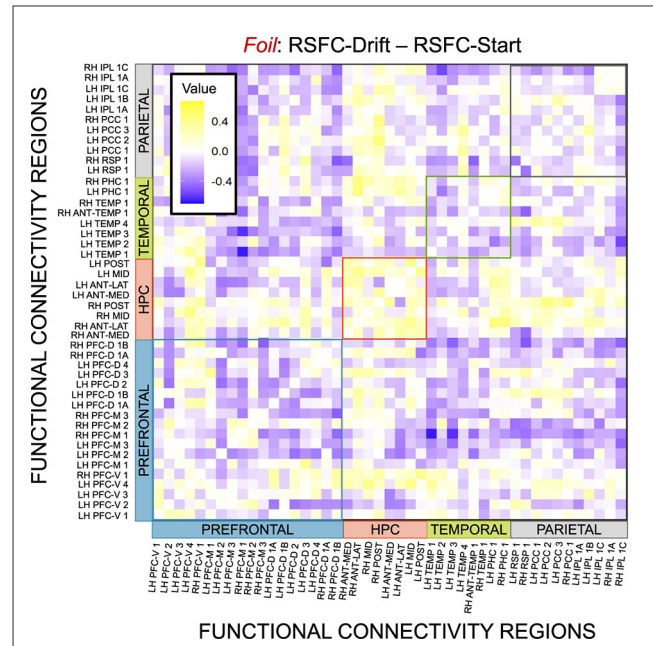 Foil: RSFC-Drift – RSFC-Start
FUNCTIONAL CONNECTIVITY REGIONS
PARIETAL
TEMPORAL
HPC
PREFRONTAL
RH IPL 1C
RH IPL 1A
LH IPL 1C
LH IPL 1B
LH IPL 1A
RH PCC 1
LH PCC 3
LH PCC 2
LH PCC 1
RH RSP 1
LH RSP 1
RH PHC 1
LH PHC 1
RH TEMP 1
RH ANT-TEMP 1
LH TEMP 4
LH TEMP 3
LH TEMP 2
LH TEMP 1
LH POST
LH MID
LH ANT-LAT
LH ANT-MED
RH POST
RH MID
RH ANT-LAT
RH ANT-MED
RH PFC-D 1B
RH PFC-D 1A
LH PFC-D 4
LH PFC-D 3
LH PFC-D 2
LH PFC-D 1B
LH PFC-D 1A
RH PFC-M 3
RH PFC-M 2
RH PFC-M 1
LH PFC-M 3
LH PFC-M 2
LH PFC-M 1
RH PFC-V 1
LH PFC-V 4
LH PFC-V 3
LH PFC-V 2
LH PFC-V 1
Value
0.4
0.0
-0.4
PREFRONTAL
HPC
TEMPORAL
PARIETAL
LH PFC-V 1
LH PFC-V 2
LH PFC-V 3
LH PFC-V 4
RH PFC-V 1
LH PFC-M 1
LH PFC-M 2
LH PFC-M 3
RH PFC-M 1
RH PFC-M 2
RH PFC-M 3
LH PFC-D 1A
LH PFC-D 1B
LH PFC-D 2
LH PFC-D 3
LH PFC-D 4
RH PFC-D 1A
RH PFC-D 1B
RH ANT-MED
RH ANT-LAT
RH MID
RH POST
LH ANT-MED
LH ANT-LAT
LH MID
LH POST
LH TEMP 1
LH TEMP 2
LH TEMP 3
LH TEMP 4
RH ANT-TEMP 1
RH TEMP 1
LH PHC 1
RH PHC 1
LH RSP 1
RH RSP 1
LH PCC 1
LH PCC 2
LH PCC 3
RH PCC 1
LH IPL 1A
LH IPL 1B
LH IPL 1C
RH IPL 1A
RH IPL 1C
FUNCTIONAL CONNECTIVITY REGIONS